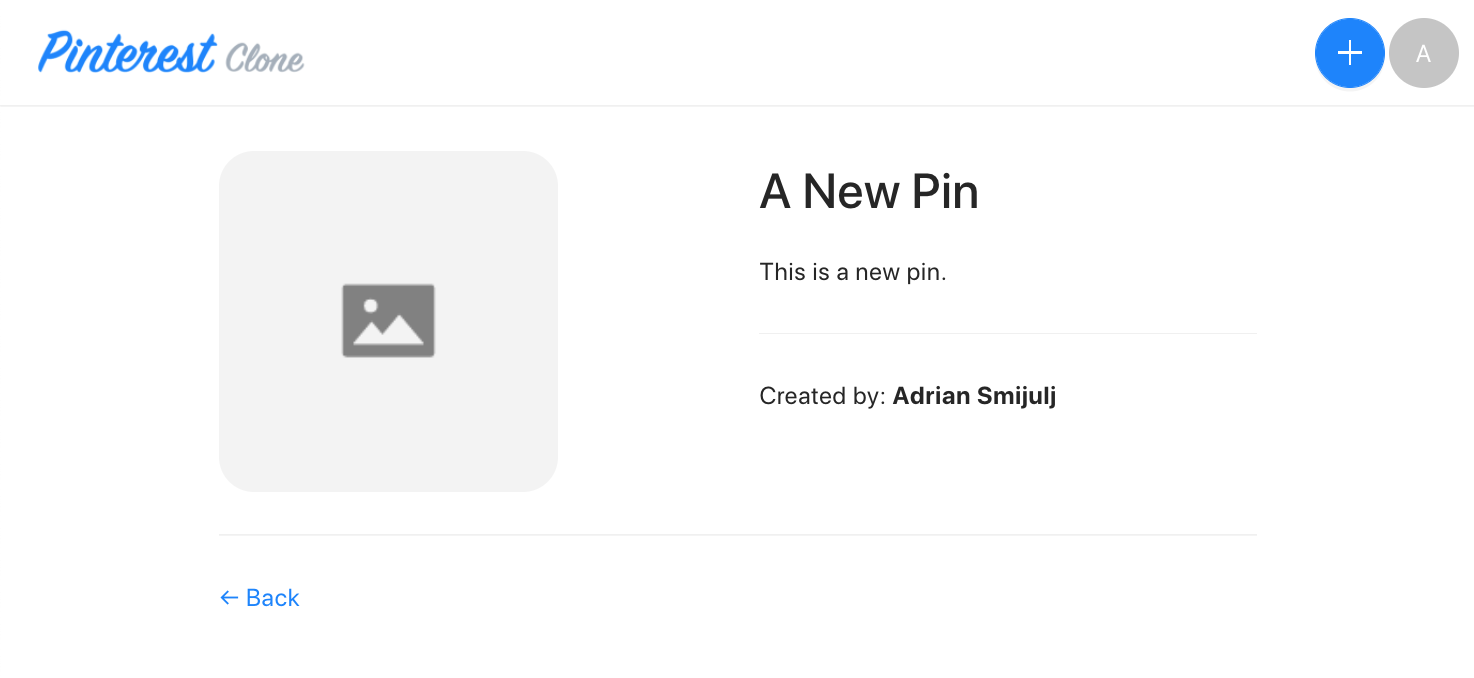 Pinterest Clone
A
A New Pin
This is a new pin.
Created by: Adrian Smijulj
← Back